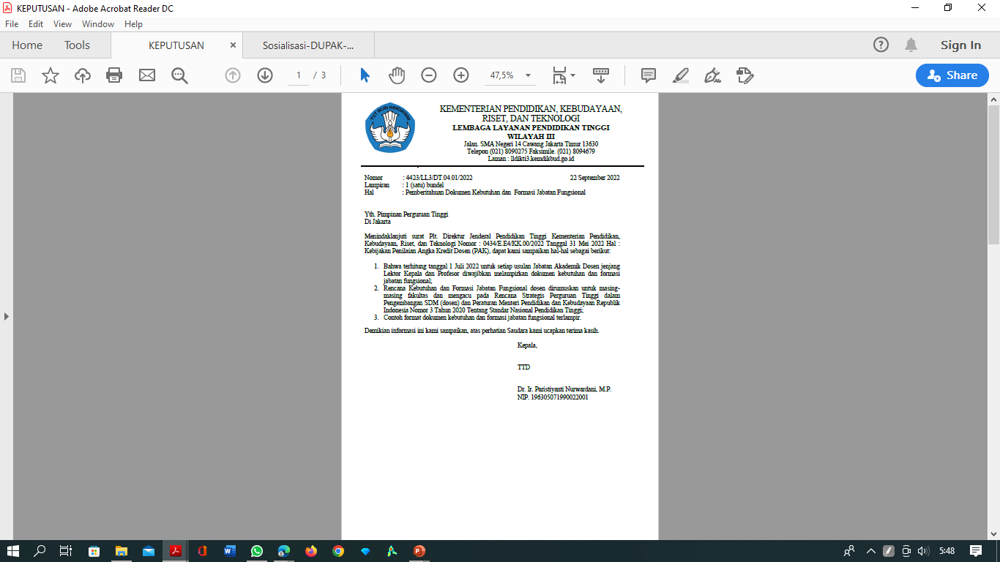 KEPUTUSAN - Adobe Acrobat Reader DC
File Edit View Window Help
Home Tools KEPUTUSAN × Sosialisasi-DUPAK-... ? Sign In
1 / 3 47,5% Share
TUT WURI HANDAYANI
KEMENTERIAN PENDIDIKAN, KEBUDAYAAN,
RISET, DAN TEKNOLOGI
LEMBAGA LAYANAN PENDIDIKAN TINGGI
WILAYAH III
Jalan. SMA Negeri 14 Cawang Jakarta Timur 13630
Telepon (021) 8090275 Faksimile. (021) 8094679
Laman : lldikti3.kemdikbud.go.id
Nomor : 4423/LL3/DT.04.01/2022 22 September 2022
Lampiran : 1 (satu) bundel
Hal : Pemberitahuan Dokumen Kebutuhan dan Formasi Jabatan Fungsional
Yth. Pimpinan Perguruan Tinggi
Di Jakarta
Menindaklanjuti surat Plt. Direktur Jenderal Pendidikan Tinggi Kementerian Pendidikan,
Kebudayaan, Riset, dan Teknologi Nomor : 0434/E.E4/KK.00/2022 Tanggal 31 Mei 2022 Hal :
Kebijakan Penilaian Angka Kredit Dosen (PAK), dapat kami sampaikan hal-hal sebagai berikut:
1. Bahwa terhitung tanggal 1 Juli 2022 untuk setiap usulan Jabatan Akademik Dosen jenjang
Lektor Kepala dan Profesor diwajibkan melampirkan dokumen kebutuhan dan formasi
jabatan fungsional;
2. Rencana Kebutuhan dan Formasi Jabatan Fungsional dosen dirumuskan untuk masing-
masing fakultas dan mengacu pada Rencana Strategis Perguruan Tinggi dalam
Pengembangan SDM (dosen) dan Peraturan Menteri Pendidikan dan Kebudayaan Republik
Indonesia Nomor 3 Tahun 2020 Tentang Standar Nasional Pendidikan Tinggi;
3. Contoh format dokumen kebutuhan dan formasi jabatan fungsional terlampir.
Demikian informasi ini kami sampaikan, atas perhatian Saudara kami ucapkan terima kasih.
Kepala,
TTD
Dr. Ir. Paristiyanti Nurwardani, M.P.
NIP. 196305071990022001
5:48